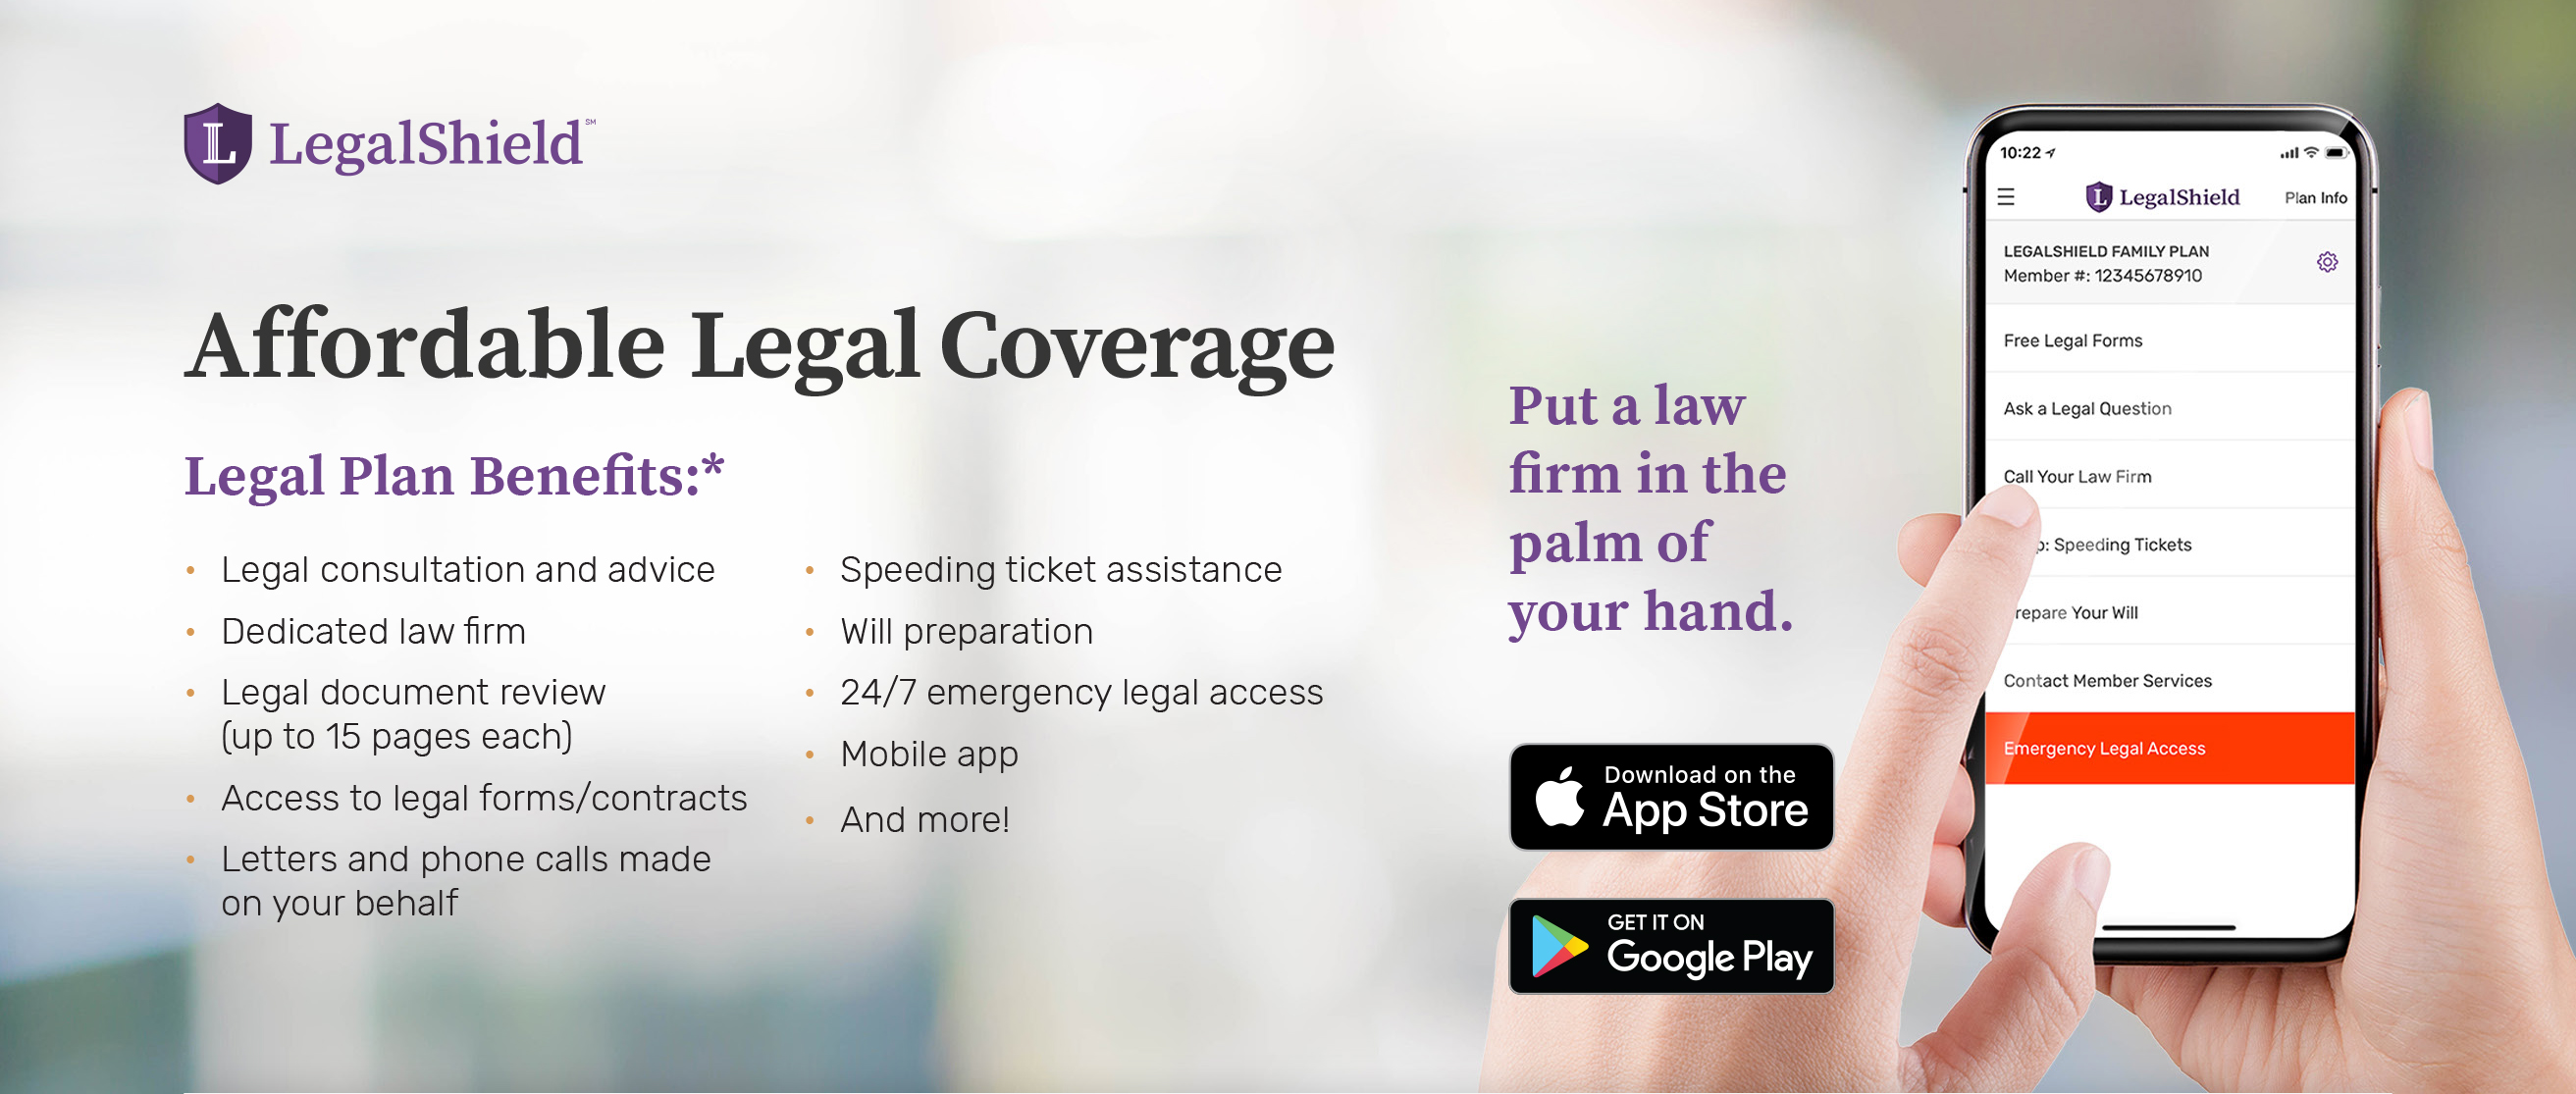 LegalShield℠
Affordable Legal Coverage
Legal Plan Benefits:*
• Legal consultation and advice
• Dedicated law firm
• Legal document review
(up to 15 pages each)
• Access to legal forms/contracts
• Letters and phone calls made
on your behalf
• Speeding ticket assistance
• Will preparation
• 24/7 emergency legal access
• Mobile app
• And more!
Put a law
firm in the
palm of
your hand.
Download on the
App Store
GET IT ON
Google Play
10:22
LegalShield
Plan Info
LEGALSHIELD FAMILY PLAN
Member #: 12345678910
Free Legal Forms
Ask a Legal Question
Call Your Law Firm
p: Speeding Tickets
repare Your Will
Contact Member Services
Emergency Legal Access